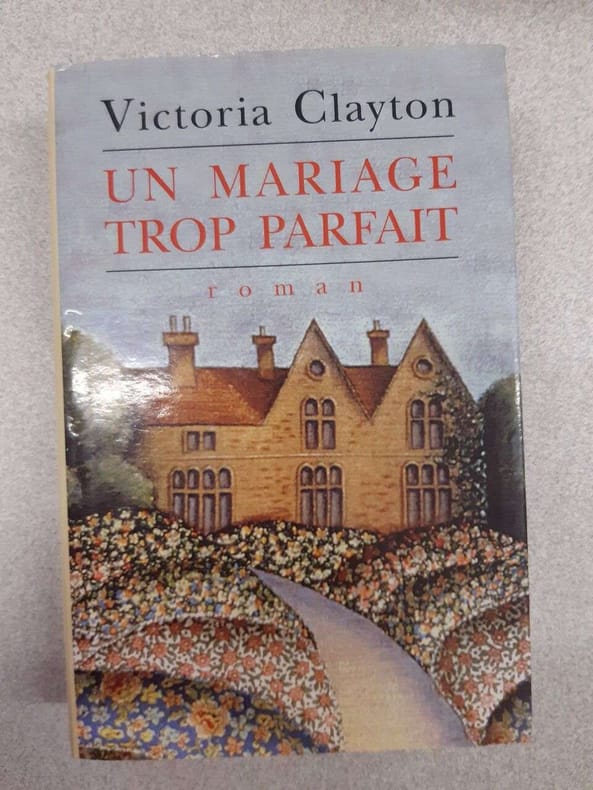 Victoria Clayton
UN MARIAGE
TROP PARFAIT
roman